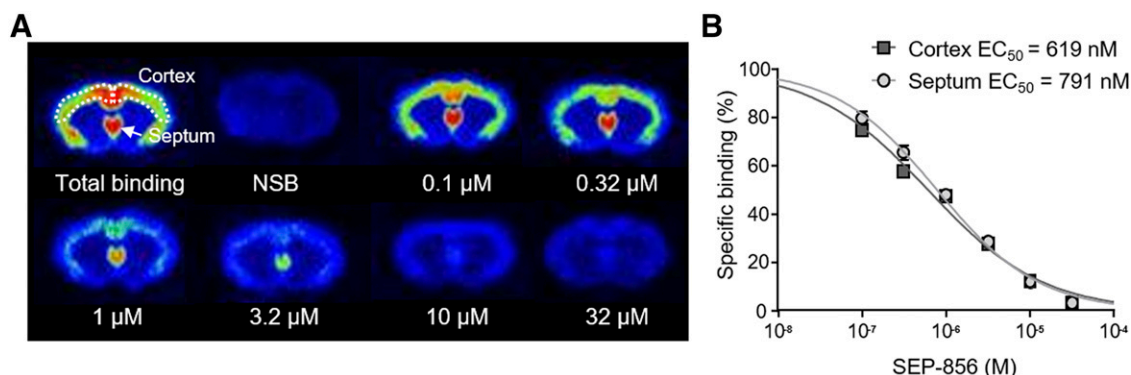 A
Cortex
Septum
Total binding
NSB
0.1 µM
0.32 µM
1 µM
3.2 µM
10 µM
32 µM
B
Cortex EC₅₀ = 619 nM
Septum EC₅₀ = 791 nM
Specific binding (%)
80
60
40
20
0
10⁻⁸ 10⁻⁷ 10⁻⁶ 10⁻⁵ 10⁻⁴
SEP-856 (M)